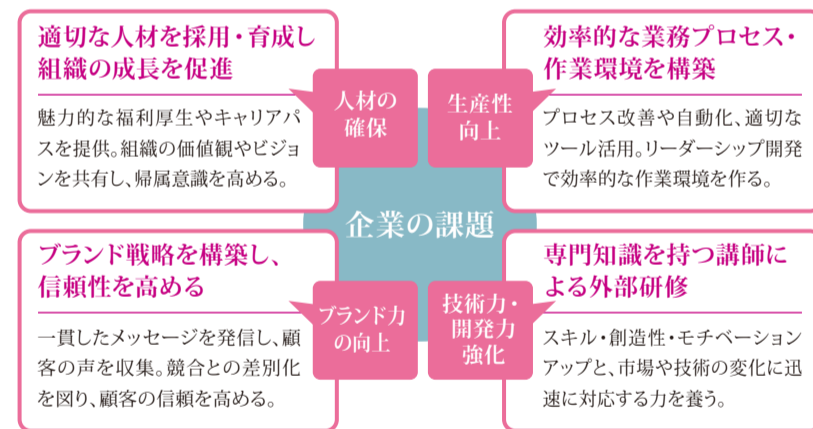 適切な人材を採用・育成し
組織の成長を促進
魅力的な福利厚生やキャリアパ
スを提供。組織の価値観やビジョ
ンを共有し、帰属意識を高める。
人材の
確保
生産性
向上
効率的な業務プロセス・
作業環境を構築
プロセス改善や自動化、適切な
ツール活用。リーダーシップ開発
で効率的な作業環境を作る。
企業の課題
ブランド戦略を構築し、
信頼性を高める
一貫したメッセージを発信し、顧
客の声を収集。競合との差別化
を図り、顧客の信頼を高める。
ブランド力
の向上
技術力・
開発力
強化
専門知識を持つ講師に
よる外部研修
スキル・創造性・モチベーション
アップと、市場や技術の変化に迅
速に対応する力を養う。